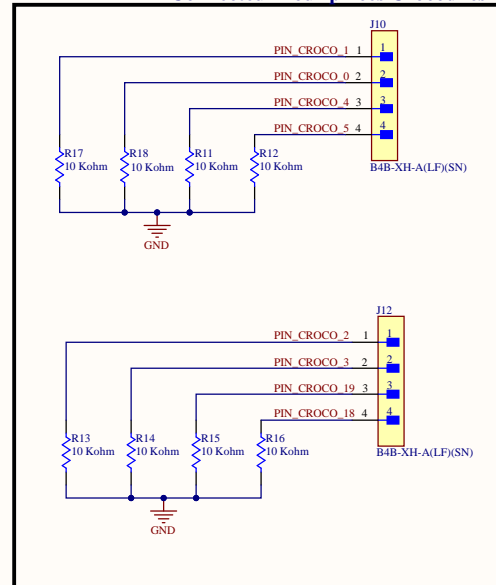 J10
PIN_CROCO_1 1 1
PIN_CROCO_0 2 2
PIN_CROCO_4 3 3
PIN_CROCO_5 4 4
R17 R18 R11 R12
10 Kohm 10 Kohm 10 Kohm 10 Kohm
B4B-XH-A(LF)(SN)
GND
J12
PIN_CROCO_2 1 1
PIN_CROCO_3 2 2
PIN_CROCO_19 3 3
PIN_CROCO_18 4 4
R13 R14 R15 R16
10 Kohm 10 Kohm 10 Kohm 10 Kohm
B4B-XH-A(LF)(SN)
GND